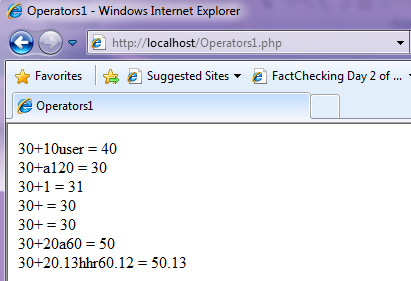 Operators1 - Windows Internet Explorer
http://localhost/Operators1.php
Favorites Suggested Sites FactChecking Day 2 of ...
Operators1
30+10user = 40
30+a120 = 30
30+1 = 31
30+ = 30
30+ = 30
30+20a60 = 50
30+20.13hhr60.12 = 50.13